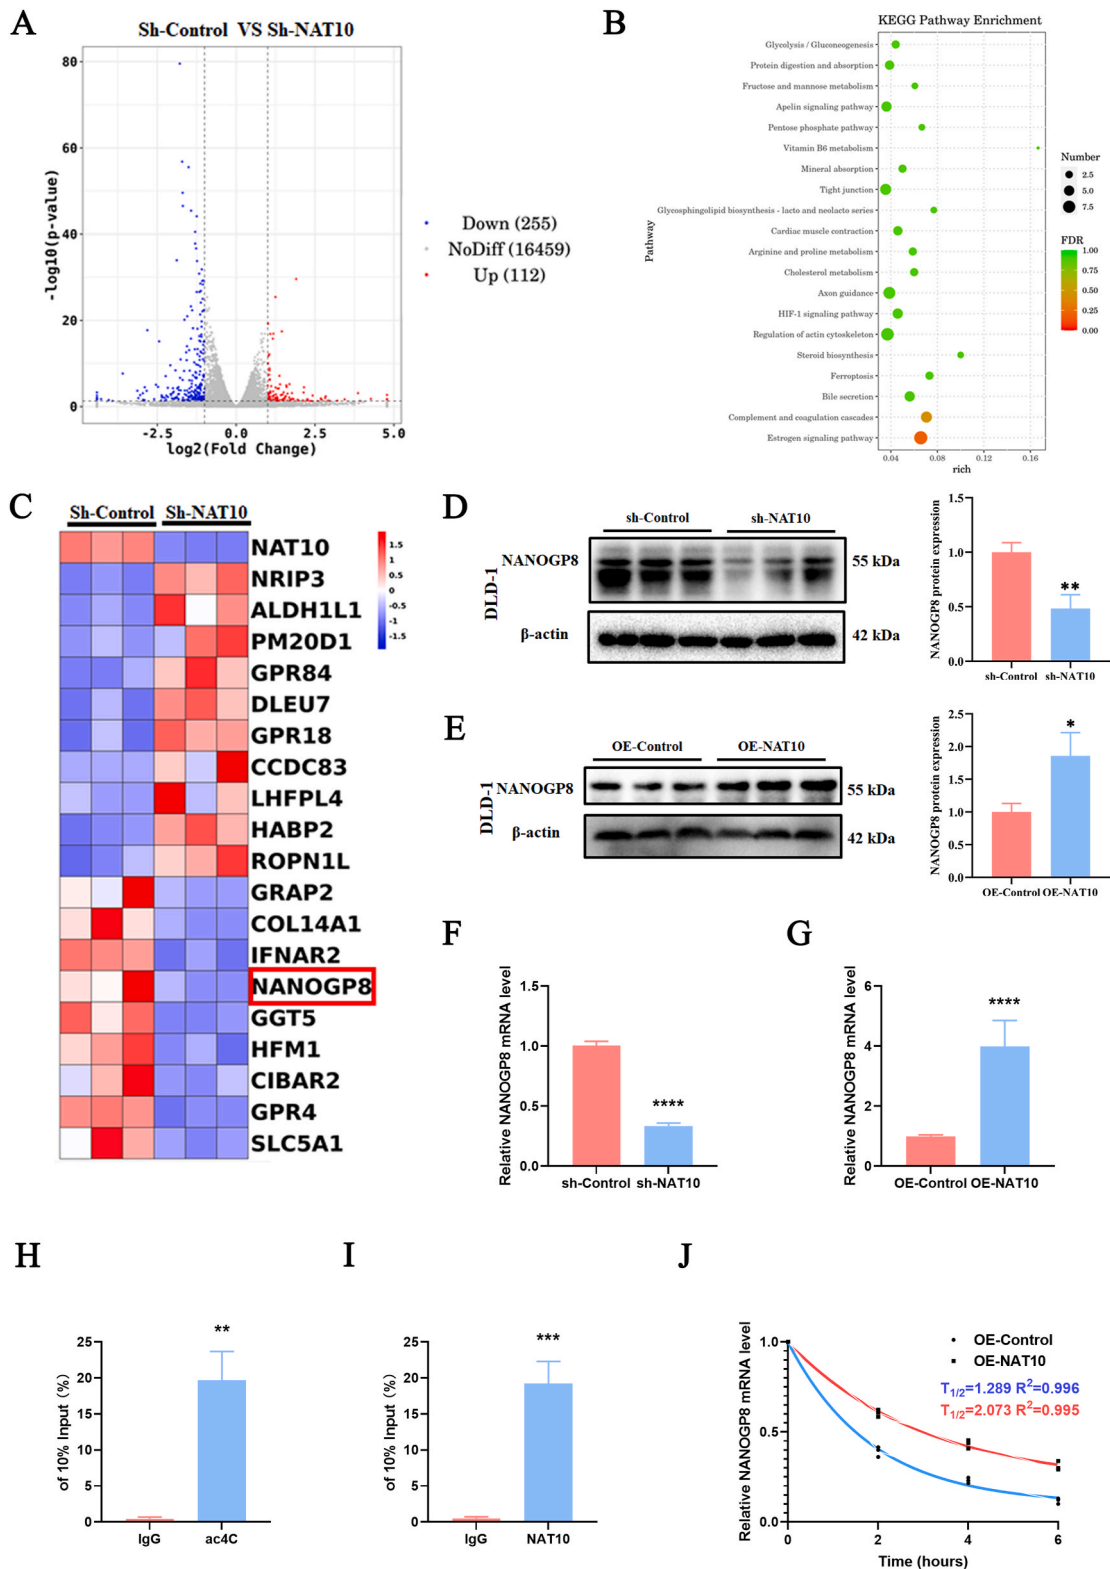 A
Sh-Control VS Sh-NAT10
-log10(p-value)
80
60
40
20
0
-2.5
0.0
2.5
5.0
log2(Fold Change)
Down (255)
NoDiff (16459)
Up (112)
B
KEGG Pathway Enrichment
Pathway
Glycolysis / Gluconeogenesis
Protein digestion and absorption
Fructose and mannose metabolism
Apelin signaling pathway
Pentose phosphate pathway
Vitamin B6 metabolism
Mineral absorption
Tight junction
Glycosphingolipid biosynthesis - lacto and neolacto series
Cardiac muscle contraction
Arginine and proline metabolism
Cholesterol metabolism
Axon guidance
HIF-1 signaling pathway
Regulation of actin cytoskeleton
Steroid biosynthesis
Ferroptosis
Bile secretion
Complement and coagulation cascades
Estrogen signaling pathway
0.04
0.08
0.12
0.16
rich
Number
2.5
5.0
7.5
FDR
1.00
0.75
0.50
0.25
0.00
C
Sh-Control
Sh-NAT10
1.5
1
0.5
0
-0.5
-1
-1.5
NAT10
NRIP3
ALDH1L1
PM20D1
GPR84
DLEU7
GPR18
CCDC83
LHFPL4
HABP2
ROPN1L
GRAP2
COL14A1
IFNAR2
NANOGP8
GGT5
HFM1
CIBAR2
GPR4
SLC5A1
D
sh-Control
sh-NAT10
DLD-1
NANOGP8
55 kDa
β-actin
42 kDa
NANOGP8 protein expression
1.5
1.0
0.5
0.0
**
sh-Control
sh-NAT10
E
OE-Control
OE-NAT10
DLD-1
NANOGP8
55 kDa
β-actin
42 kDa
NANOGP8 protein expression
2.5
2.0
1.5
1.0
0.5
0.0
*
OE-Control
OE-NAT10
F
Relative NANOGP8 mRNA level
1.5
1.0
0.5
0.0
****
sh-Control
sh-NAT10
G
Relative NANOGP8 mRNA level
6
4
2
0
****
OE-Control
OE-NAT10
H
of 10% Input (%)
25
20
15
10
5
0
**
IgG
ac4C
I
of 10% Input (%)
25
20
15
10
5
0
***
IgG
NAT10
J
Relative NANOGP8 mRNA level
1.0
0.5
0.0
0
2
4
6
Time (hours)
OE-Control
OE-NAT10
T1/2=1.289 R2=0.996
T1/2=2.073 R2=0.995